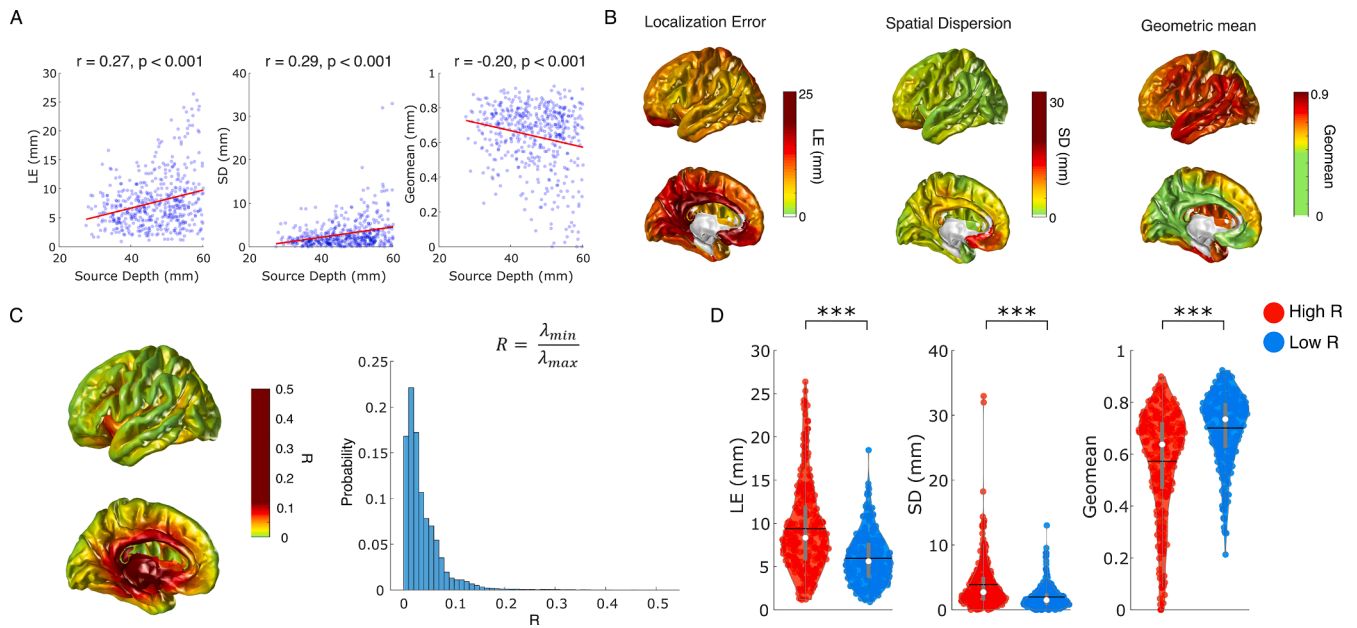 A
r = 0.27, p < 0.001
r = 0.29, p < 0.001
r = -0.20, p < 0.001
30
25
20
15
10
5
0
LE (mm)
20
40
60
Source Depth (mm)
40
30
20
10
0
SD (mm)
20
40
60
Source Depth (mm)
1
0.8
0.6
0.4
0.2
0
Geomean (mm)
20
40
60
Source Depth (mm)
B
Localization Error
Spatial Dispersion
Geometric mean
25
0
LE (mm)
30
0
SD (mm)
0.9
0
Geomean
C
0.5
0.4
0.3
0.2
0.1
0
R
R = λmin / λmax
0.25
0.2
0.15
0.1
0.05
0
Probability
0
0.1
0.2
0.3
0.4
0.5
R
D
High R
Low R
***
***
***
30
25
20
15
10
5
0
LE (mm)
40
30
20
10
0
SD (mm)
1
0.8
0.6
0.4
0.2
0
Geomean